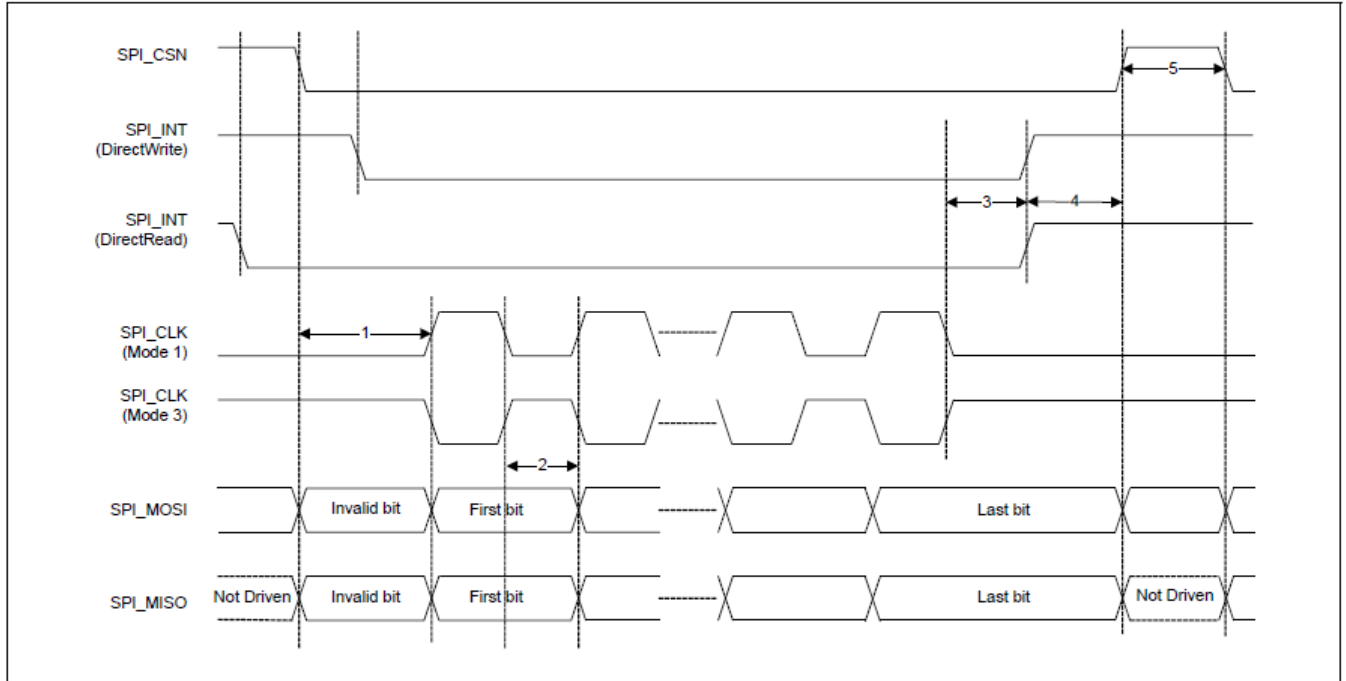 SPI_CSN
5
SPI_INT
(DirectWrite)
3
4
SPI_INT
(DirectRead)
SPI_CLK
(Mode 1)
1
SPI_CLK
(Mode 3)
2
SPI_MOSI
Invalid bit
First bit
Last bit
SPI_MISO
Not Driven
Invalid bit
First bit
Last bit
Not Driven